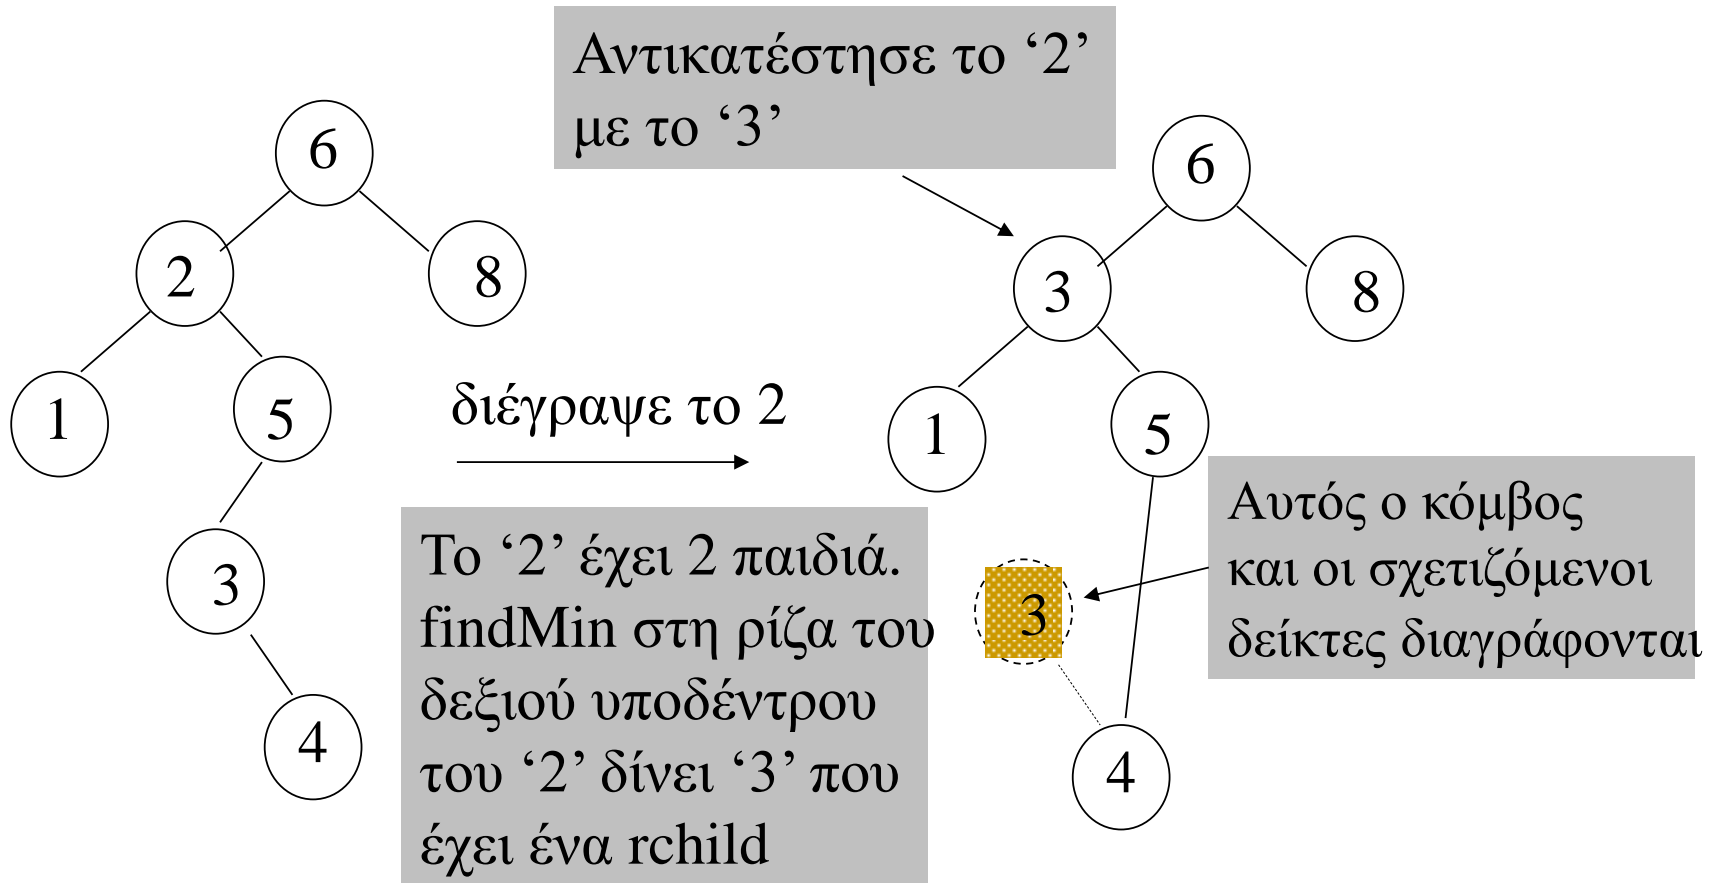 Αντικατέστησε το ‘2’
με το ‘3’
6
2
8
1
5
3
4
διέγραψε το 2
Το ‘2’ έχει 2 παιδιά.
findMin στη ρίζα του
δεξιού υποδέντρου
του ‘2’ δίνει ‘3’ που
έχει ένα rchild
6
3
8
1
5
3
4
Αυτός ο κόμβος
και οι σχετιζόμενοι
δείκτες διαγράφονται